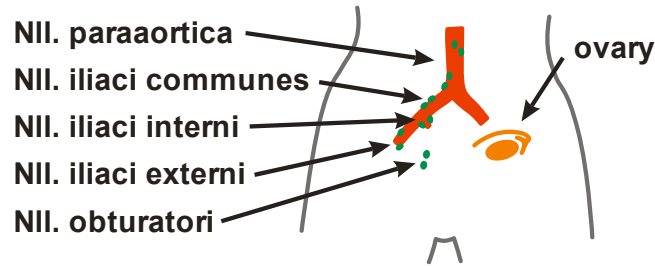 Nll. paraaortica
ovary
Nll. iliaci communes
Nll. iliaci interni
Nll. iliaci externi
Nll. obturatori